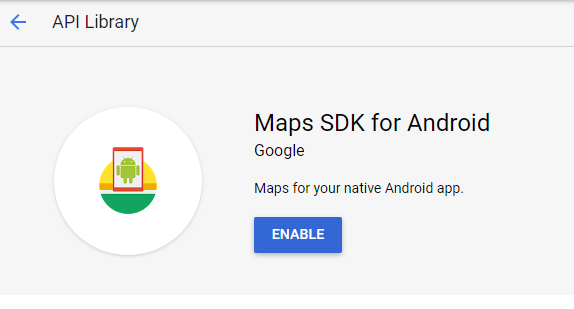 API Library
Maps SDK for Android
Google
Maps for your native Android app.
ENABLE